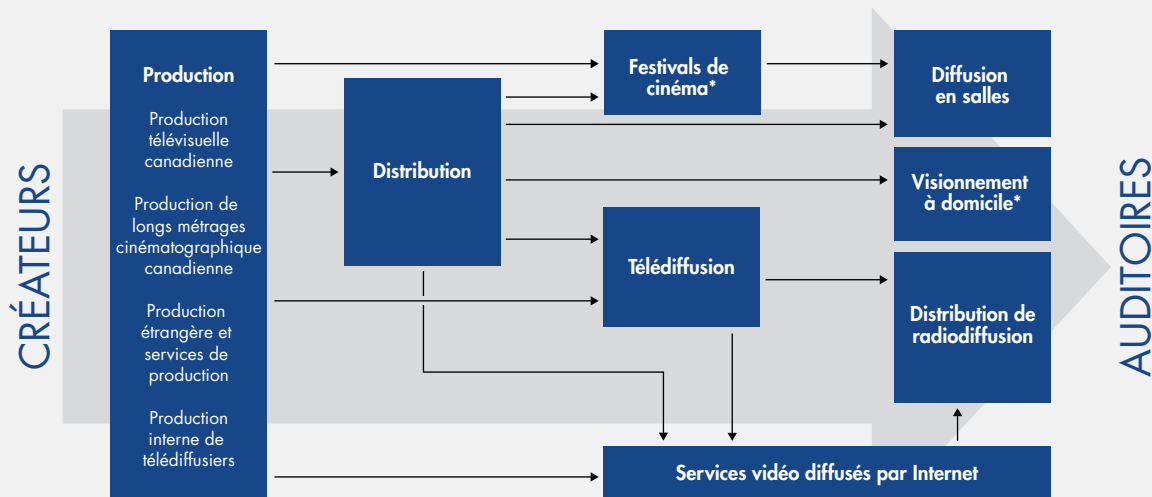 CRÉATEURS
Production
Production
télévisuelle
canadienne
Production de
longs métrages
cinématographique
canadienne
Production
étrangère et
services de
production
Production
interne de
télédiffusiers
Distribution
Festivals de
cinéma*
Télédiffusion
Services vidéo diffusés par Internet
Diffusion
en salles
Visionnement
à domicile*
Distribution de
radiodiffusion
AUDITOIRES